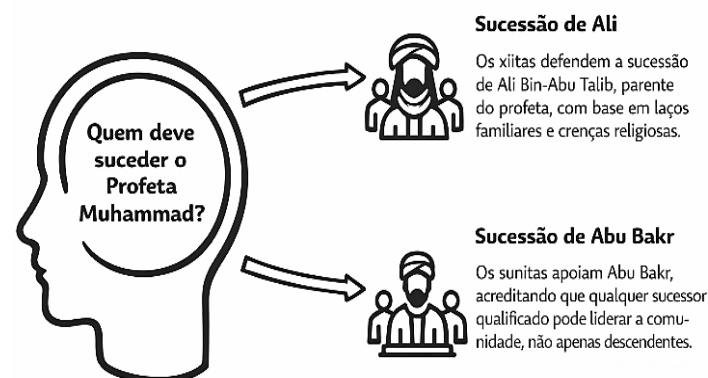 Quem deve
suceder o
Profeta
Muhammad?
Sucessão de Ali
Os xiitas defendem a sucessão
de Ali Bin-Abu Talib, parente
do profeta, com base em laços
familiares e crenças religiosas.
Sucessão de Abu Bakr
Os sunitas apoiam Abu Bakr,
acreditando que qualquer sucessor
qualificado pode liderar a comu-
nidade, não apenas descendentes.